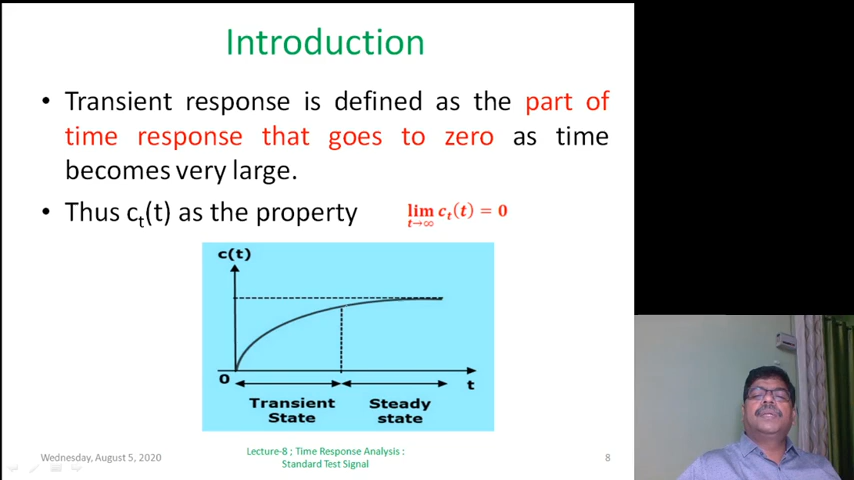 Introduction
• Transient response is defined as the part of
time response that goes to zero as time
becomes very large.
• Thus cₜ(t) as the property lim cₜ(t) = 0
t→∞
c(t)
0
t
Transient Steady
State state
Wednesday, August 5, 2020
Lecture-8 ; Time Response Analysis :
Standard Test Signal
8